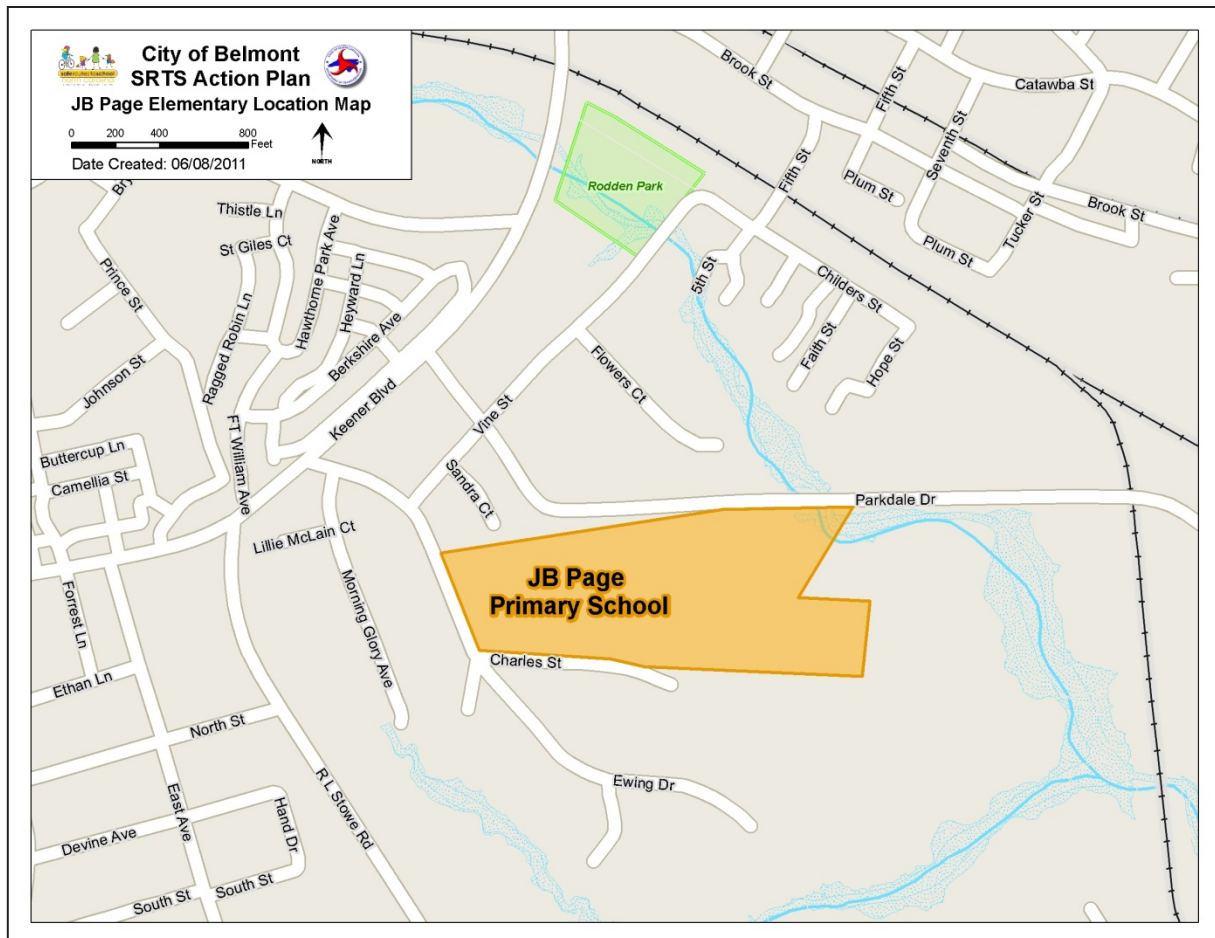 City of Belmont
SRTS Action Plan
JB Page Elementary Location Map
0 200 400 800
Feet
NORTH
Date Created: 06/08/2011
saferoutestoschool
Brook St
Fifth St
Catawba St
Seventh St
Fifth St
Plum St
Tucker St
Brook St
Plum St
Rodden Park
Bry
Thistle Ln
St Giles Ct
Hawthorne Park Ave
Heyward Ln
Prince St
5th St
Childers St
Ragged Robin Ln
Berkshire Ave
Faith St
Hope St
Johnson St
Keener Blvd
Flowers Ct
Vine St
FT William Ave
Buttercup Ln
Camellia St
Sandra Ct
Parkdale Dr
Lillie McLain Ct
JB Page
Primary School
Morning Glory Ave
Forrest Ln
Charles St
Ethan Ln
North St
R L Stowe Rd
Ewing Dr
East Ave
Hand Dr
Devine Ave
South St
South St